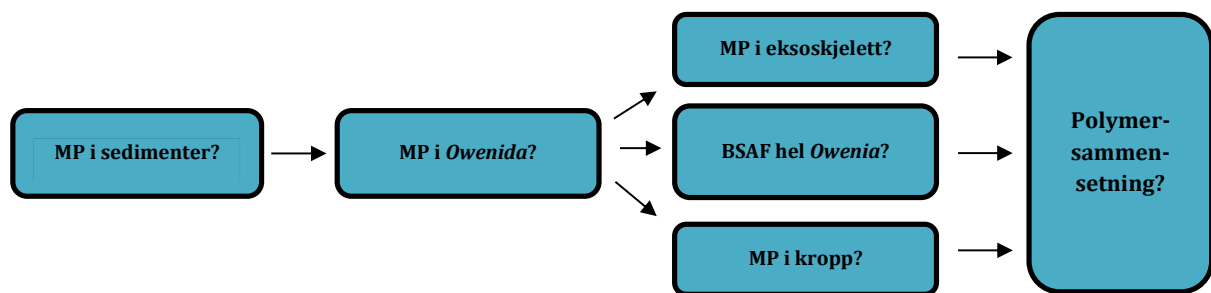 MP i sedimenter?
MP i Owenida?
MP i eksoskjelett?
BSAF hel Owenia?
MP i kropp?
Polymer-
sammen-
setning?